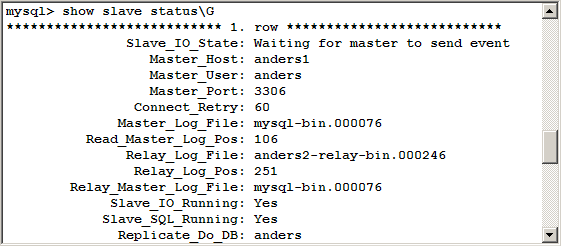 mysql> show slave status\G
*************************** 1. row ***************************
Slave_IO_State: Waiting for master to send event
Master_Host: anders1
Master_User: anders
Master_Port: 3306
Connect_Retry: 60
Master_Log_File: mysql-bin.000076
Read_Master_Log_Pos: 106
Relay_Log_File: anders2-relay-bin.000246
Relay_Log_Pos: 251
Relay_Master_Log_File: mysql-bin.000076
Slave_IO_Running: Yes
Slave_SQL_Running: Yes
Replicate_Do_DB: anders